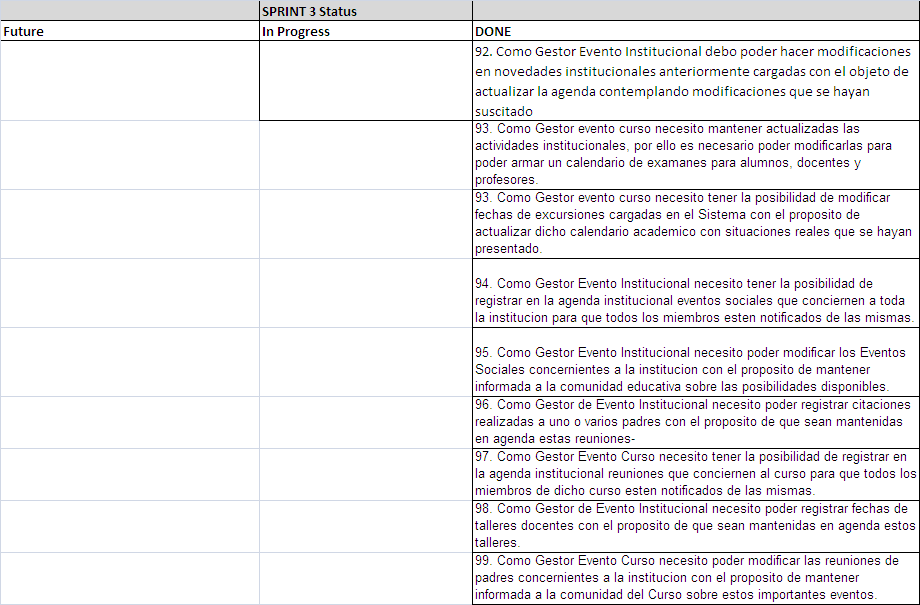 SPRINT 3 Status
Future
In Progress
DONE
92. Como Gestor Evento Institucional debo poder hacer modificaciones
en novedades institucionales anteriormente cargadas con el objeto de
actualizar la agenda contemplando modificaciones que se hayan
suscitado
93. Como Gestor evento curso necesito mantener actualizadas las
actividades institucionales, por ello es necesario poder modificarlas para
poder armar un calendario de examanes para alumnos, docentes y
profesores.
93. Como Gestor evento curso necesito tener la posibilidad de modificar
fechas de excursiones cargadas en el Sistema con el proposito de
actualizar dicho calendario academico con situaciones reales que se hayan
presentado.
94. Como Gestor Evento Institucional necesito tener la posibilidad de
registrar en la agenda institucional eventos sociales que conciernen a toda
la institucion para que todos los miembros esten notificados de las mismas.
95. Como Gestor Evento Institucional necesito poder modificar los Eventos
Sociales concernientes a la institucion con el proposito de mantener
informada a la comunidad educativa sobre las posibilidades disponibles.
96. Como Gestor de Evento Institucional necesito poder registrar citaciones
realizadas a uno o varios padres con el proposito de que sean mantenidas
en agenda estas reuniones-
97. Como Gestor Evento Curso necesito tener la posibilidad de registrar en
la agenda institucional reuniones que conciernen al curso para que todos los
miembros de dicho curso esten notificados de las mismas.
98. Como Gestor de Evento Institucional necesito poder registrar fechas de
talleres docentes con el proposito de que sean mantenidas en agenda estos
talleres.
99. Como Gestor Evento Curso necesito poder modificar las reuniones de
padres concernientes a la institucion con el proposito de mantener
informada a la comunidad del Curso sobre estos importantes eventos.